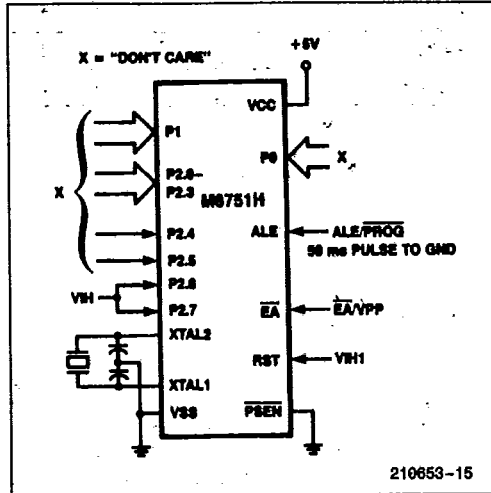 X = "DON'T CARE"
+5V
VCC
P1
P0
X
P2.0–
P2.3
M8751H
X
P2.4
ALE
ALE/PROG
50 ms PULSE TO GND
P2.5
P2.6
VIH
P2.7
EA
EA/VPP
XTAL2
RST
VIH1
XTAL1
VSS
PSEN
210653-15